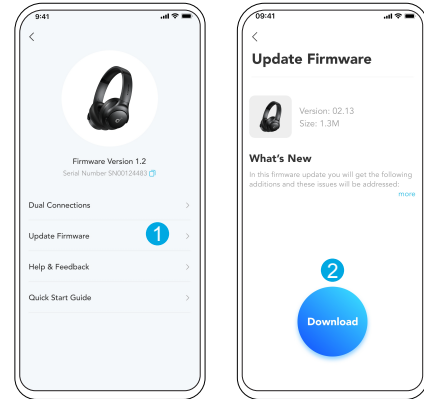 9:41
Firmware Version 1.2
Serial Number SN00124483
Dual Connections
Update Firmware
1
Help & Feedback
Quick Start Guide
09:41
Update Firmware
Version: 02.13
Size: 1.3M
What's New
In this firmware update you will get the following
additions and these issues will be addressed:
more
2
Download